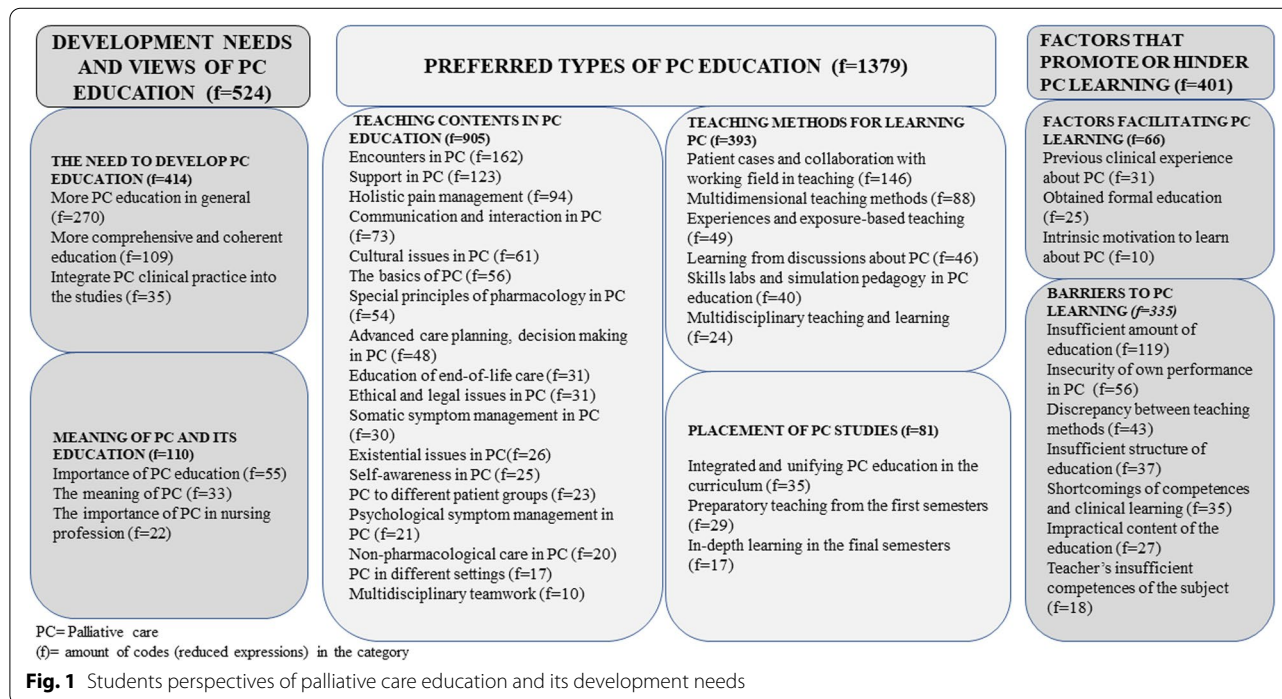 DEVELOPMENT NEEDS
AND VIEWS OF PC
EDUCATION (f=524)
THE NEED TO DEVELOP PC
EDUCATION (f=414)
More PC education in general
(f=270)
More comprehensive and coherent
education (f=109)
Integrate PC clinical practice into
the studies (f=35)
MEANING OF PC AND ITS
EDUCATION (f=110)
Importance of PC education (f=55)
The meaning of PC (f=33)
The importance of PC in nursing
profession (f=22)
PREFERRED TYPES OF PC EDUCATION (f=1379)
TEACHING CONTENTS IN PC
EDUCATION (f=905)
Encounters in PC (f=162)
Support in PC (f=123)
Holistic pain management (f=94)
Communication and interaction in PC
(f=73)
Cultural issues in PC (f=61)
The basics of PC (f=56)
Special principles of pharmacology in PC
(f=54)
Advanced care planning, decision making
in PC (f=48)
Education of end-of-life care (f=31)
Ethical and legal issues in PC (f=31)
Somatic symptom management in PC
(f=30)
Existential issues in PC(f=26)
Self-awareness in PC (f=25)
PC to different patient groups (f=23)
Psychological symptom management in
PC (f=21)
Non-pharmacological care in PC (f=20)
PC in different settings (f=17)
Multidisciplinary teamwork (f=10)
TEACHING METHODS FOR LEARNING
PC (f=393)
Patient cases and collaboration with
working field in teaching (f=146)
Multidimensional teaching methods (f=88)
Experiences and exposure-based teaching
(f=49)
Learning from discussions about PC (f=46)
Skills labs and simulation pedagogy in PC
education (f=40)
Multidisciplinary teaching and learning
(f=24)
PLACEMENT OF PC STUDIES (f=81)
Integrated and unifying PC education in the
curriculum (f=35)
Preparatory teaching from the first semesters
(f=29)
In-depth learning in the final semesters
(f=17)
FACTORS THAT
PROMOTE OR HINDER
PC LEARNING (f=401)
FACTORS FACILITATING PC
LEARNING (f=66)
Previous clinical experience
about PC (f=31)
Obtained formal education
(f=25)
Intrinsic motivation to learn
about PC (f=10)
BARRIERS TO PC
LEARNING (f=335)
Insufficient amount of
education (f=119)
Insecurity of own performance
in PC (f=56)
Discrepancy between teaching
methods (f=43)
Insufficient structure of
education (f=37)
Shortcomings of competences
and clinical learning (f=35)
Impractical content of the
education (f=27)
Teacher's insufficient
competences of the subject
(f=18)
PC= Palliative care
(f)= amount of codes (reduced expressions) in the category
Fig. 1 Students perspectives of palliative care education and its development needs